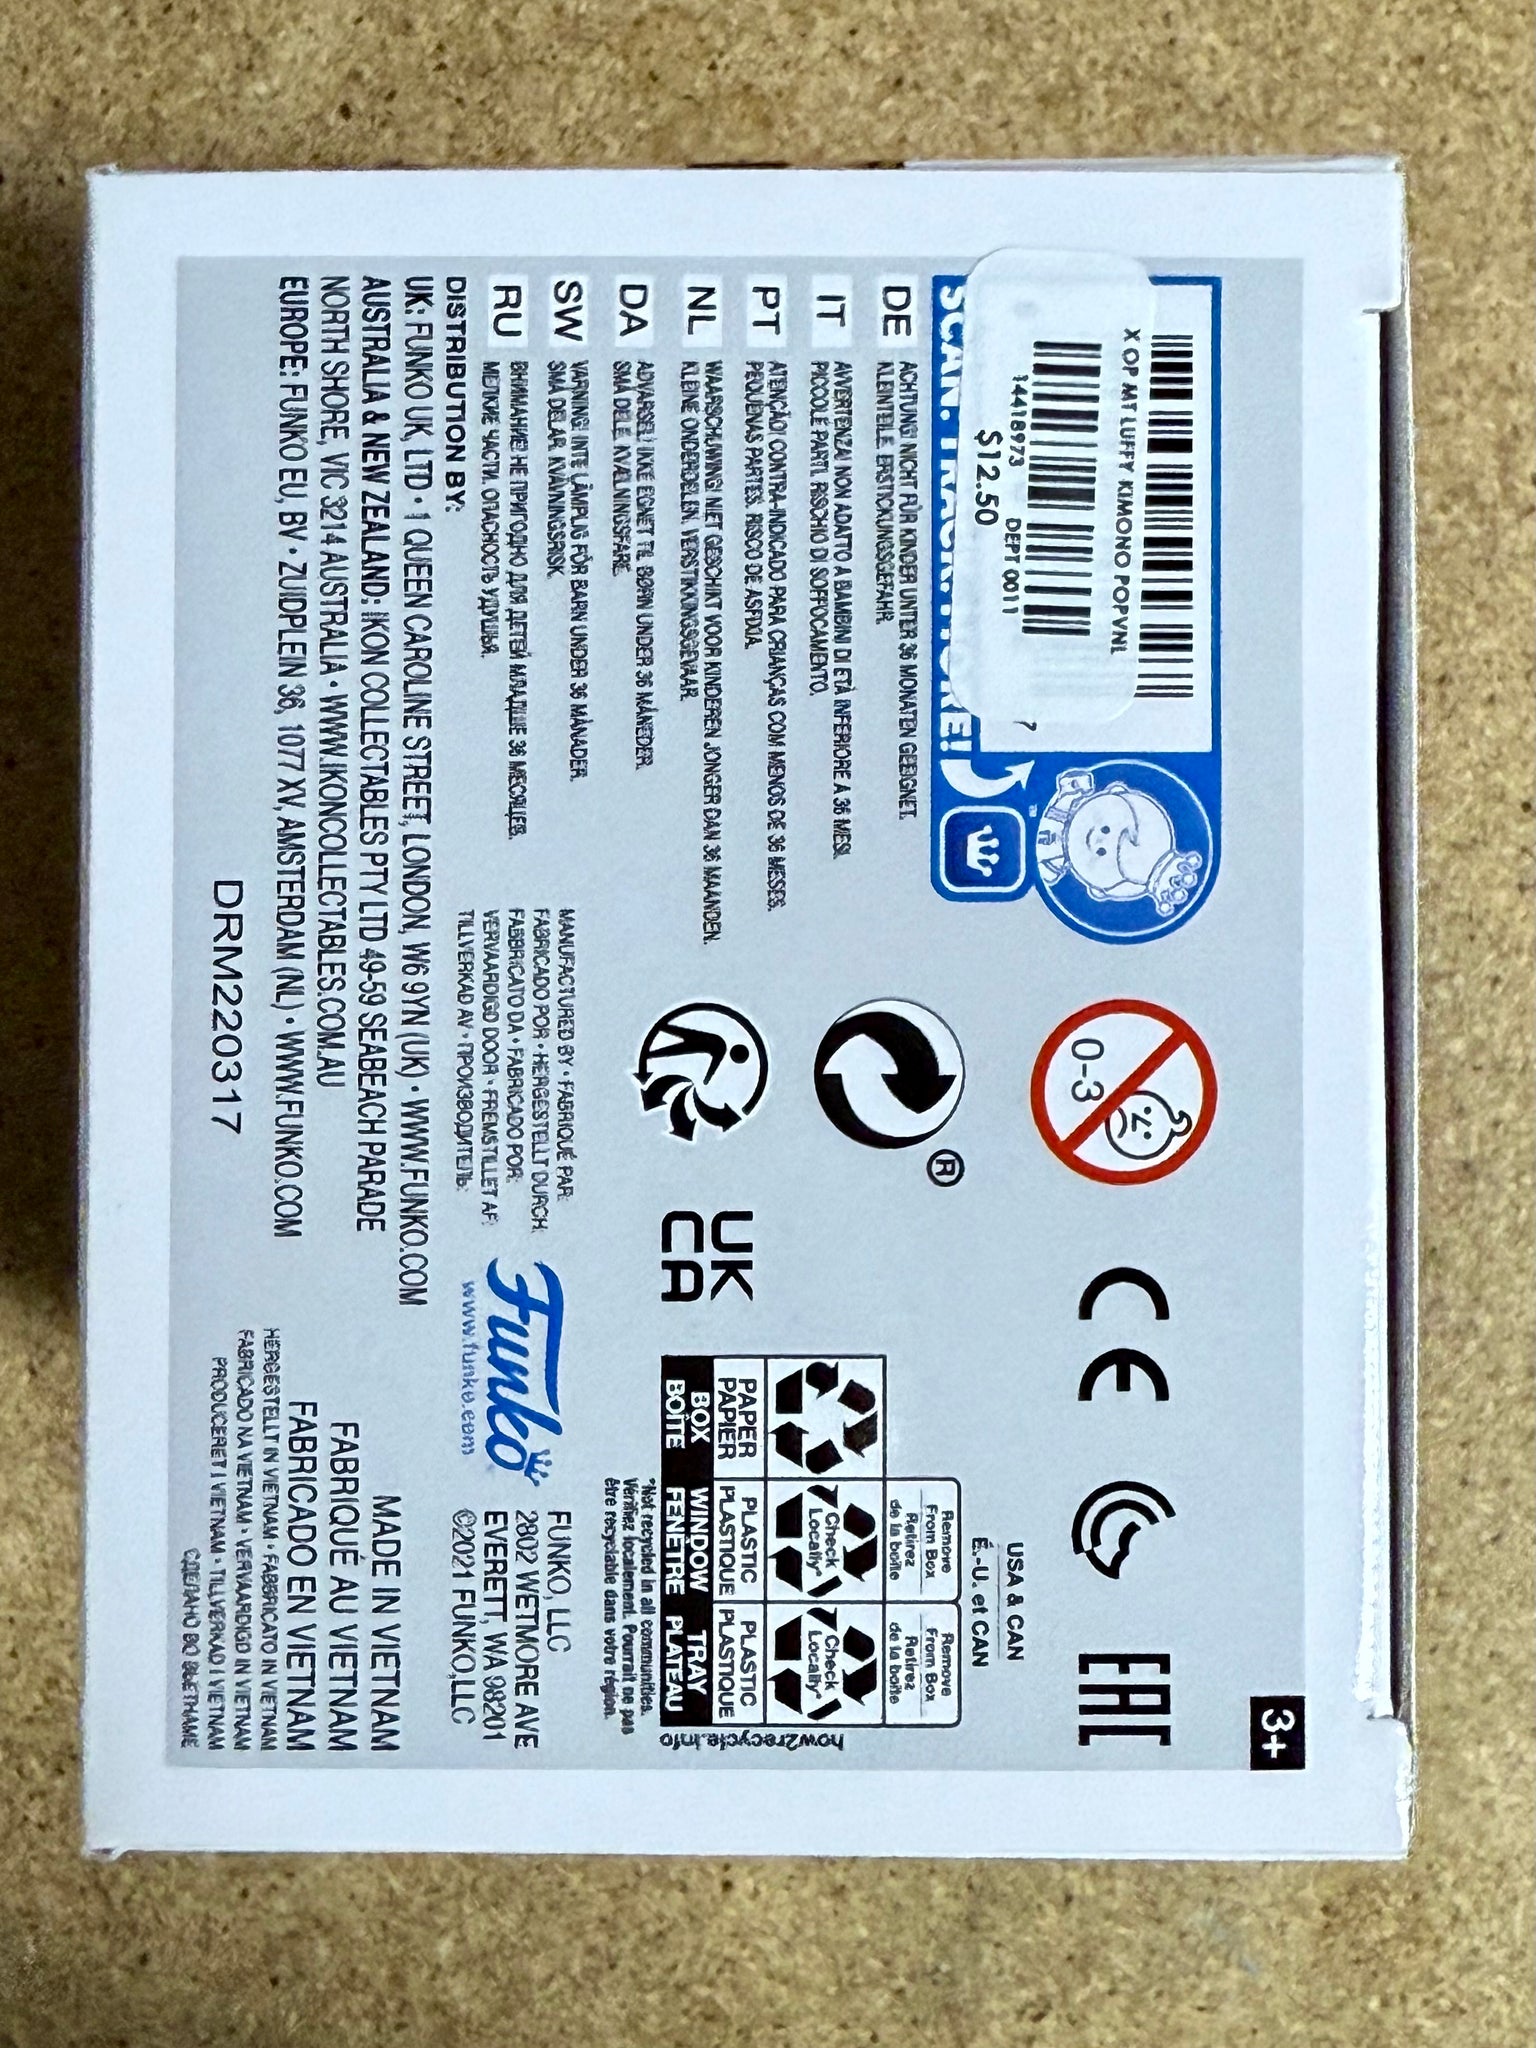 3+
X OP MT LUFFY KIMONO POPVNL
14418973 DEPT 0011
$12.50
7
SCAN. TRACK. MORE!
TM
0-3
CE
EAC
DE
ACHTUNG! NICHT FÜR KINDER UNTER 36 MONATEN GEEIGNET.
KLEINTEILE. ERSTICKUNGSGEFAHR.
IT
AVVERTENZA! NON ADATTO A BAMBINI DI ETÀ INFERIORE A 36 MESI.
PICCOLE PARTI. RISCHIO DI SOFFOCAMENTO.
PT
ATENÇÃO! CONTRA-INDICADO PARA CRIANÇAS COM MENOS DE 36 MESES.
PEQUENAS PARTES. RISCO DE ASFIXIA.
NL
WAARSCHUWING! NIET GESCHIKT VOOR KINDEREN JONGER DAN 36 MAANDEN.
KLEINE ONDERDELEN. VERSTIKKINGSGEVAAR.
DA
ADVARSEL! IKKE EGNET TIL BØRN UNDER 36 MÅNEDER.
SMÅ DELE. KVÆLNINGSFARE.
SW
VARNING! INTE LÄMPLIG FÖR BARN UNDER 36 MÅNADER.
SMÅ DELAR. KVÄVNINGSRISK.
RU
ВНИМАНИЕ! НЕ ПРИГОДНО ДЛЯ ДЕТЕЙ МЛАДШЕ 36 МЕСЯЦЕВ.
МЕЛКИЕ ЧАСТИ. ОПАСНОСТЬ УДУШЬЯ.
®
UK
CA
USA & CAN
É.-U. et CAN
Remove From Box
Retirez de la boîte
Remove From Box
Retirez de la boîte
Check Locally*
Check Locally*
PAPER PAPIER
PLASTIC PLASTIQUE
PLASTIC PLASTIQUE
BOX BOÎTE
WINDOW FENÊTRE
TRAY PLATEAU
how2recycle.info
*Not recycled in all communities.
Vérifiez localement. Pourrait ne pas
être recyclable dans votre région.
DISTRIBUTION BY:
UK: FUNKO UK, LTD • 1 QUEEN CAROLINE STREET, LONDON, W6 9YN (UK) • WWW.FUNKO.COM
AUSTRALIA & NEW ZEALAND: IKON COLLECTABLES PTY LTD 49-59 SEABEACH PARADE
NORTH SHORE, VIC 3214 AUSTRALIA • WWW.IKONCOLLECTABLES.COM.AU
EUROPE: FUNKO EU, BV • ZUIDPLEIN 36, 1077 XV, AMSTERDAM (NL) • WWW.FUNKO.COM
DRM220317
MANUFACTURED BY • FABRIQUÉ PAR:
FABRICADO POR • HERGESTELLT DURCH:
FABBRICATO DA • FABRICADO POR:
VERVAARDIGD DOOR • FREMSTILLET AF:
TILLVERKAD AV • ПРОИЗВОДИТЕЛЬ:
Funko
www.funko.com
FUNKO, LLC
2802 WETMORE AVE
EVERETT, WA 98201
©2021 FUNKO,LLC
MADE IN VIETNAM
FABRIQUÉ AU VIETNAM
FABRICADO EN VIETNAM
HERGESTELLT IN VIETNAM • FABBRICATO IN VIETNAM
FABRICADO NA VIETNAM • VERVAARDIGD IN VIETNAM
PRODUCERET I VIETNAM • TILLVERKAD I VIETNAM
СДЕЛАНО ВО ВЬЕТНАМЕ